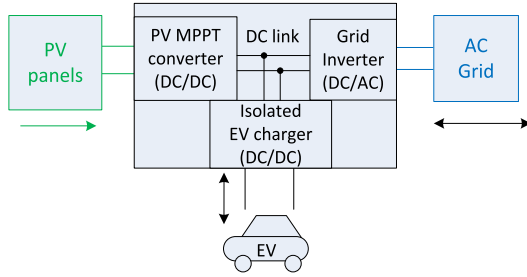 PV
panels
PV MPPT
converter
(DC/DC)
DC link
Grid
Inverter
(DC/AC)
AC
Grid
Isolated
EV charger
(DC/DC)
EV